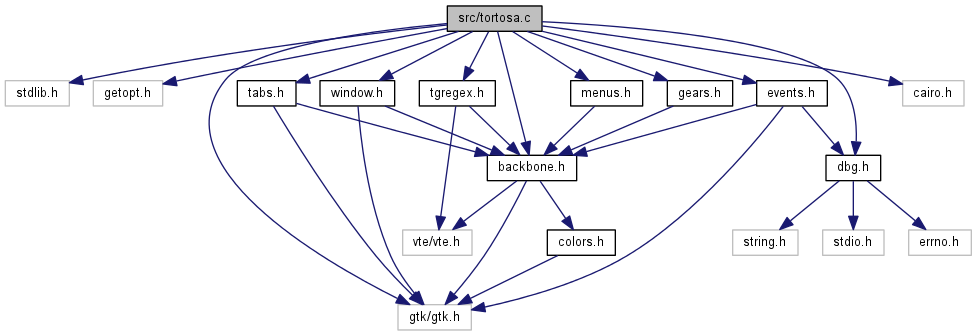 src/tortosa.c
stdlib.h
getopt.h
tabs.h
window.h
tgregex.h
menus.h
gears.h
events.h
cairo.h
backbone.h
dbg.h
vte/vte.h
colors.h
string.h
stdio.h
errno.h
gtk/gtk.h